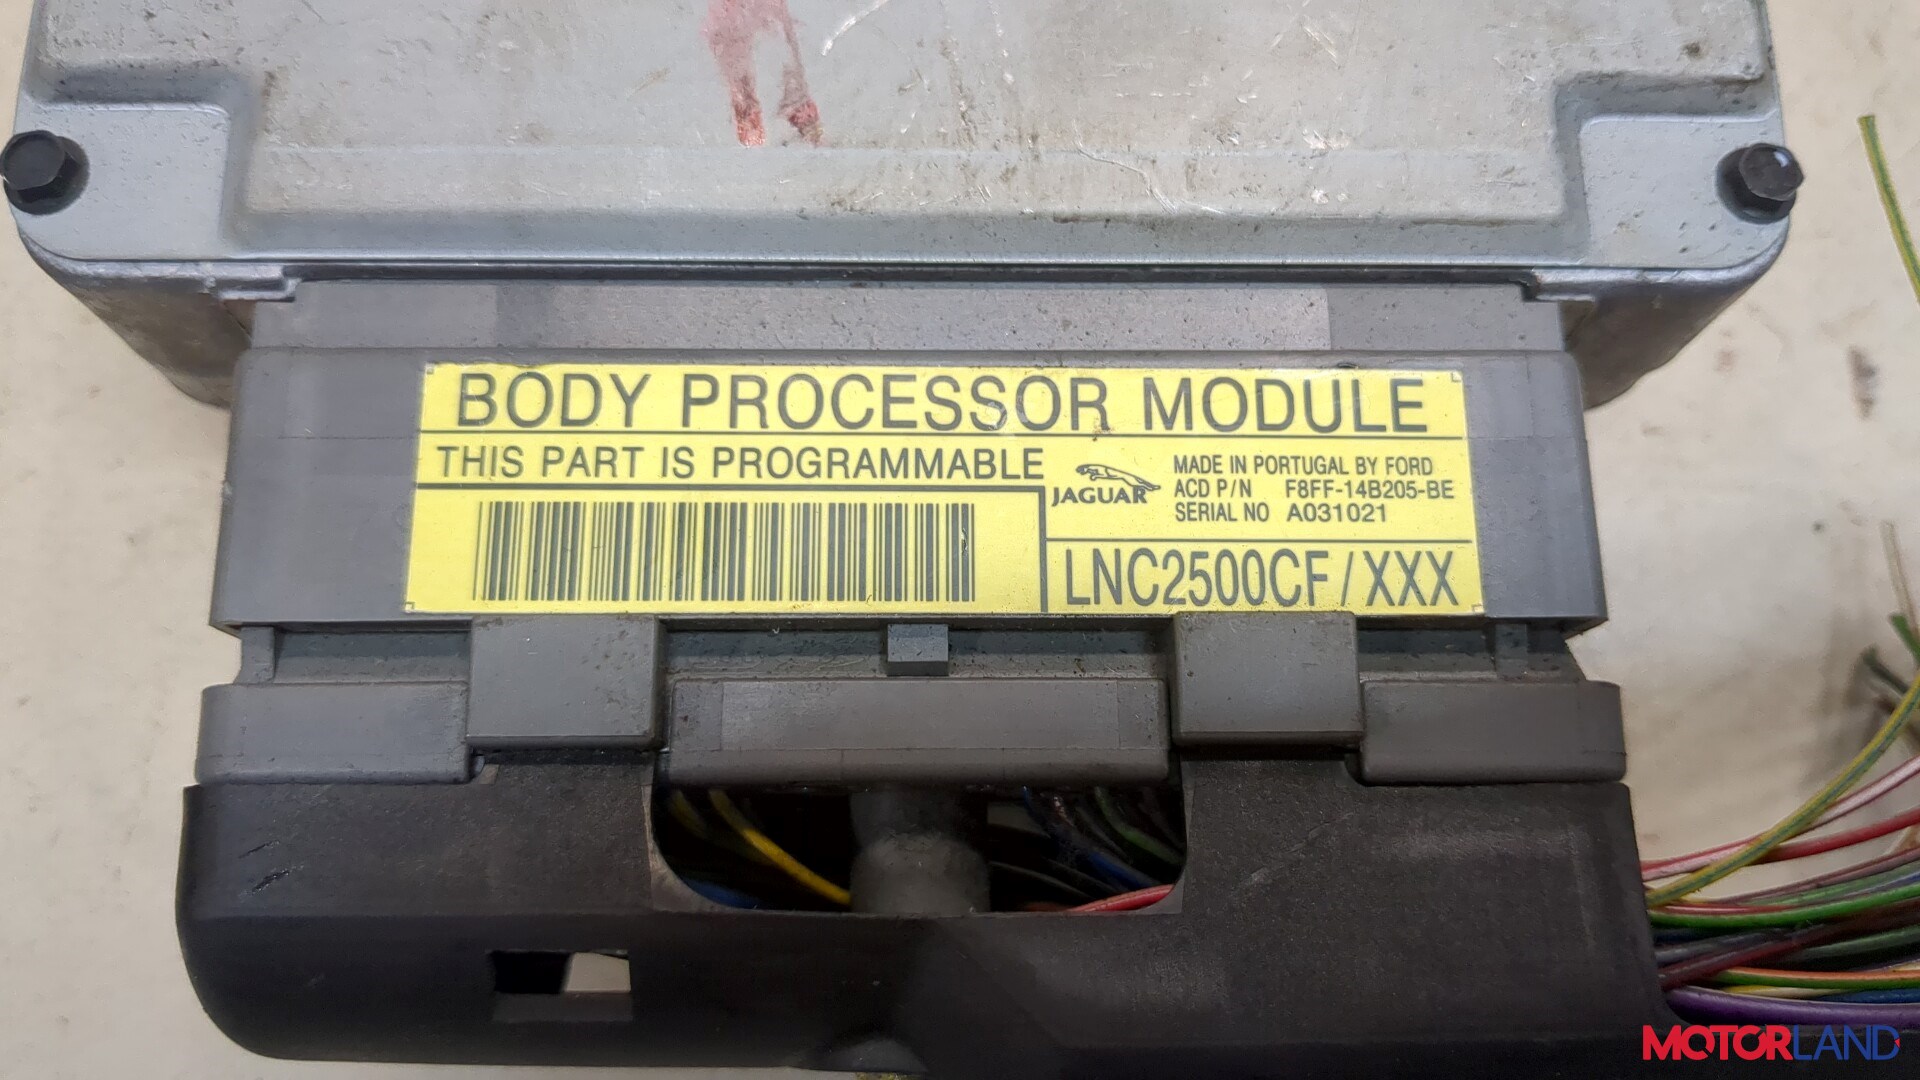 BODY PROCESSOR MODULE
THIS PART IS PROGRAMMABLE
JAGUAR
MADE IN PORTUGAL BY FORD
ACD P/N F8FF-14B205-BE
SERIAL NO A031021
LNC2500CF/XXX
MOTORLAND